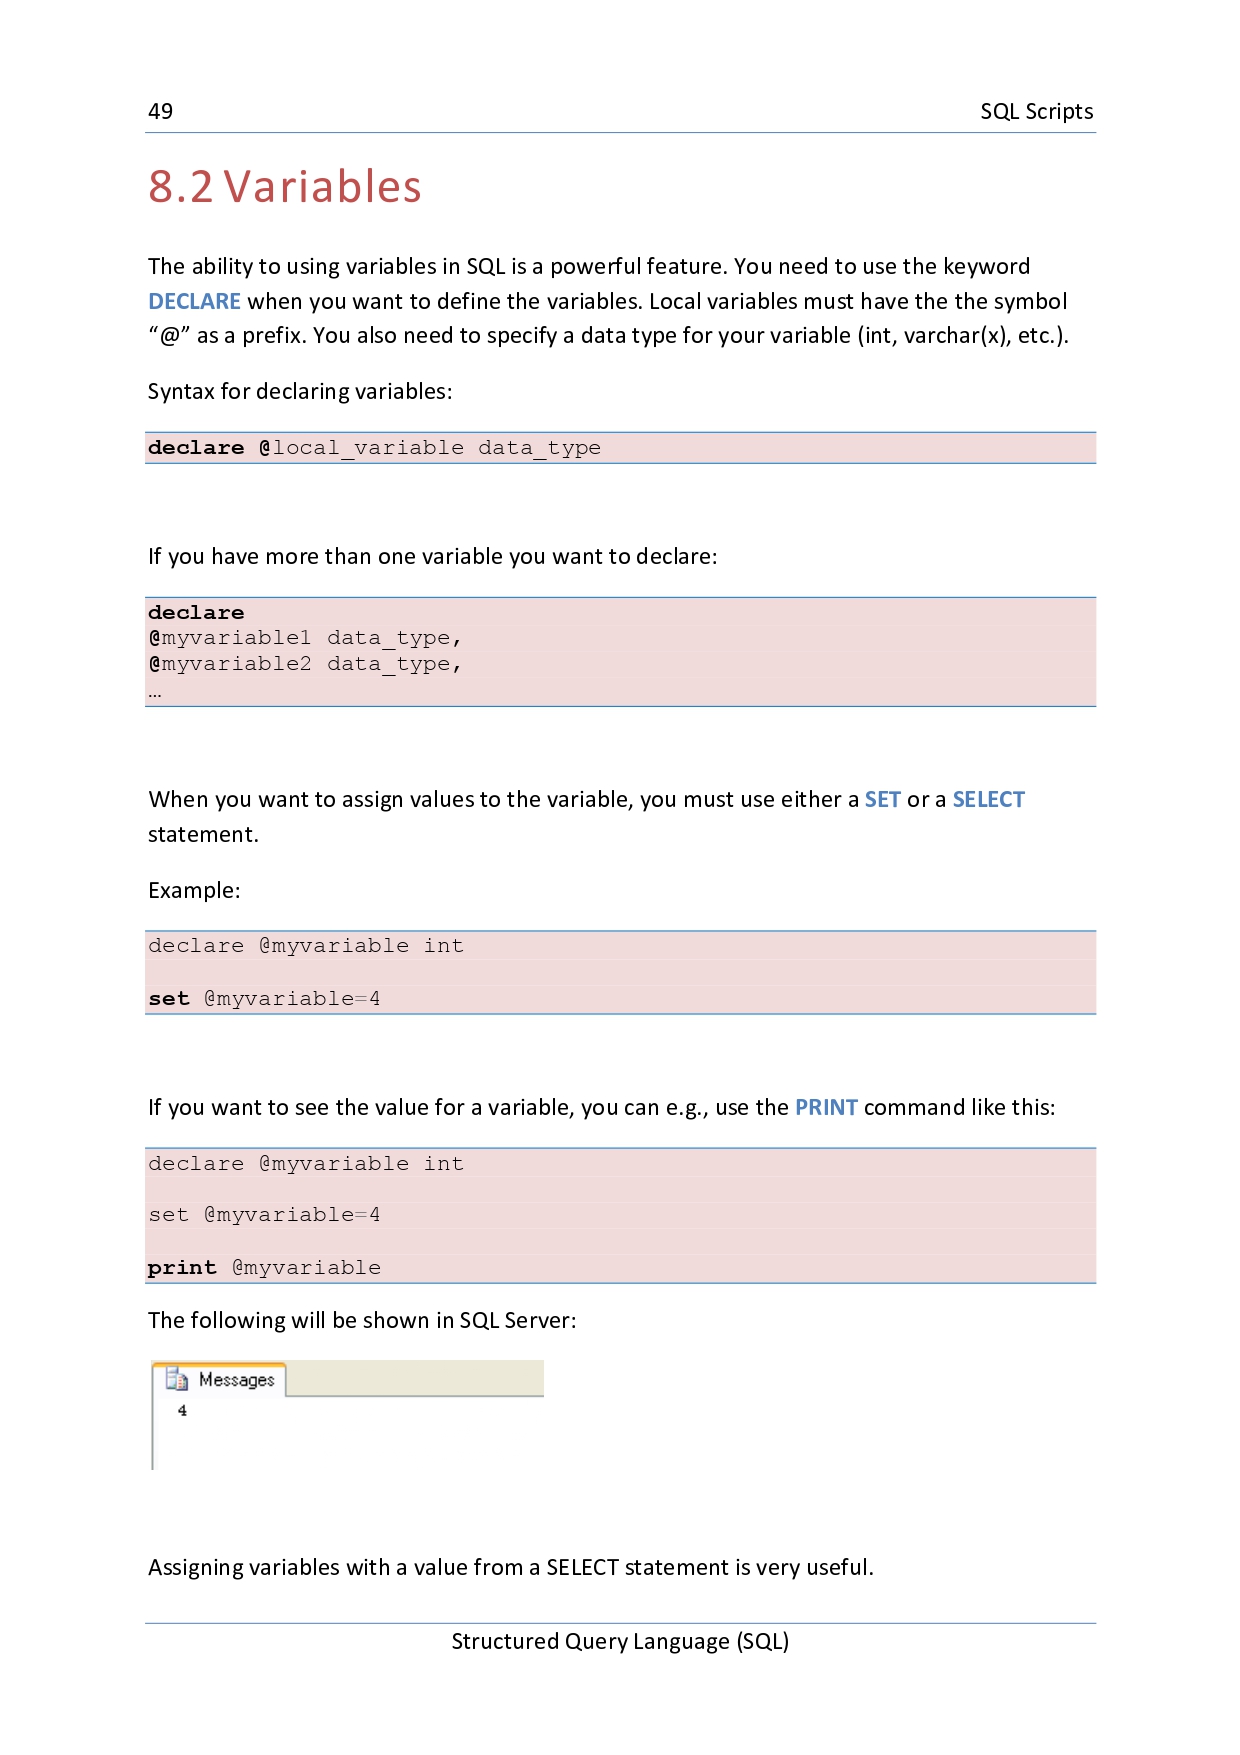 49 SQL Scripts
8.2 Variables
The ability to using variables in SQL is a powerful feature. You need to use the keyword
DECLARE when you want to define the variables. Local variables must have the the symbol
“@” as a prefix. You also need to specify a data type for your variable (int, varchar(x), etc.).
Syntax for declaring variables:
declare @local_variable data_type
If you have more than one variable you want to declare:
declare
@myvariable1 data_type,
@myvariable2 data_type,
…
When you want to assign values to the variable, you must use either a SET or a SELECT
statement.
Example:
declare @myvariable int
set @myvariable=4
If you want to see the value for a variable, you can e.g., use the PRINT command like this:
declare @myvariable int
set @myvariable=4
print @myvariable
The following will be shown in SQL Server:
Messages
4
Assigning variables with a value from a SELECT statement is very useful.
Structured Query Language (SQL)